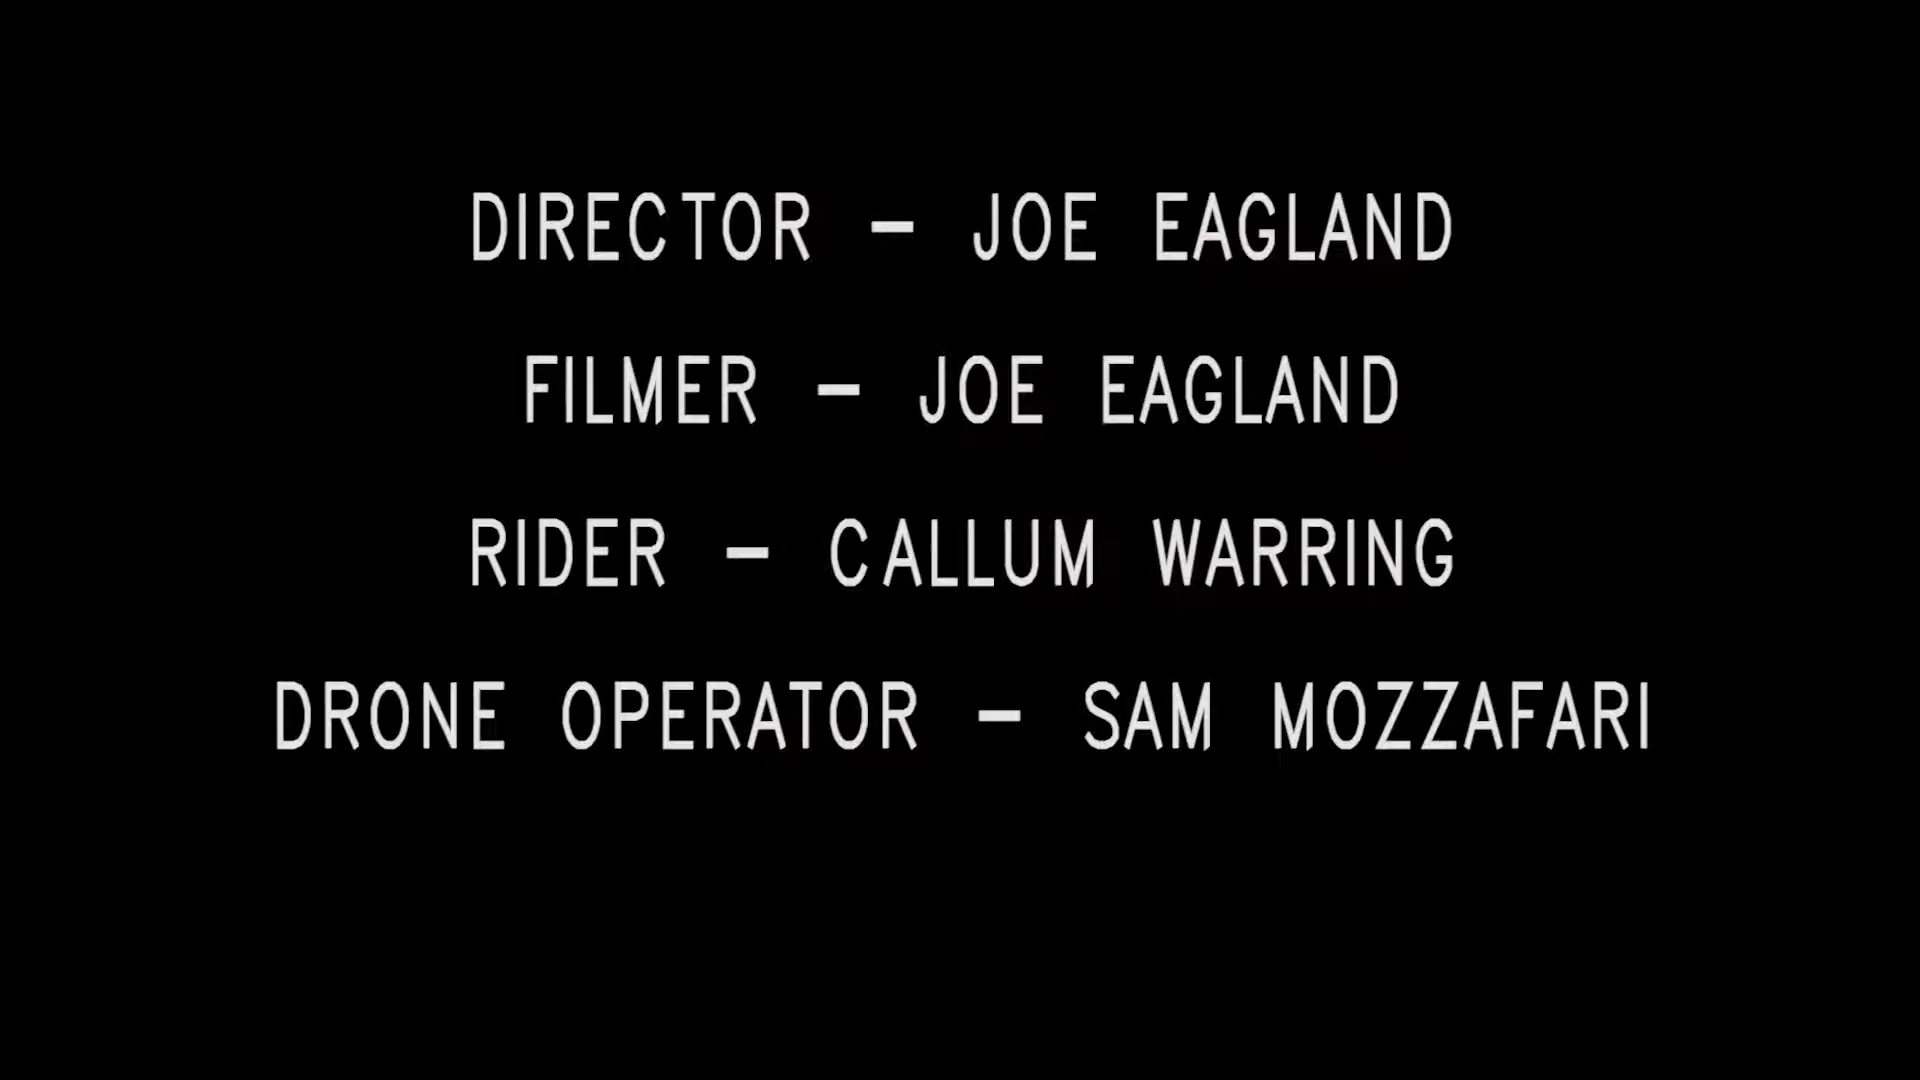 DIRECTOR - JOE EAGLAND
FILMER - JOE EAGLAND
RIDER - CALLUM WARRING
DRONE OPERATOR - SAM MOZZAFARI